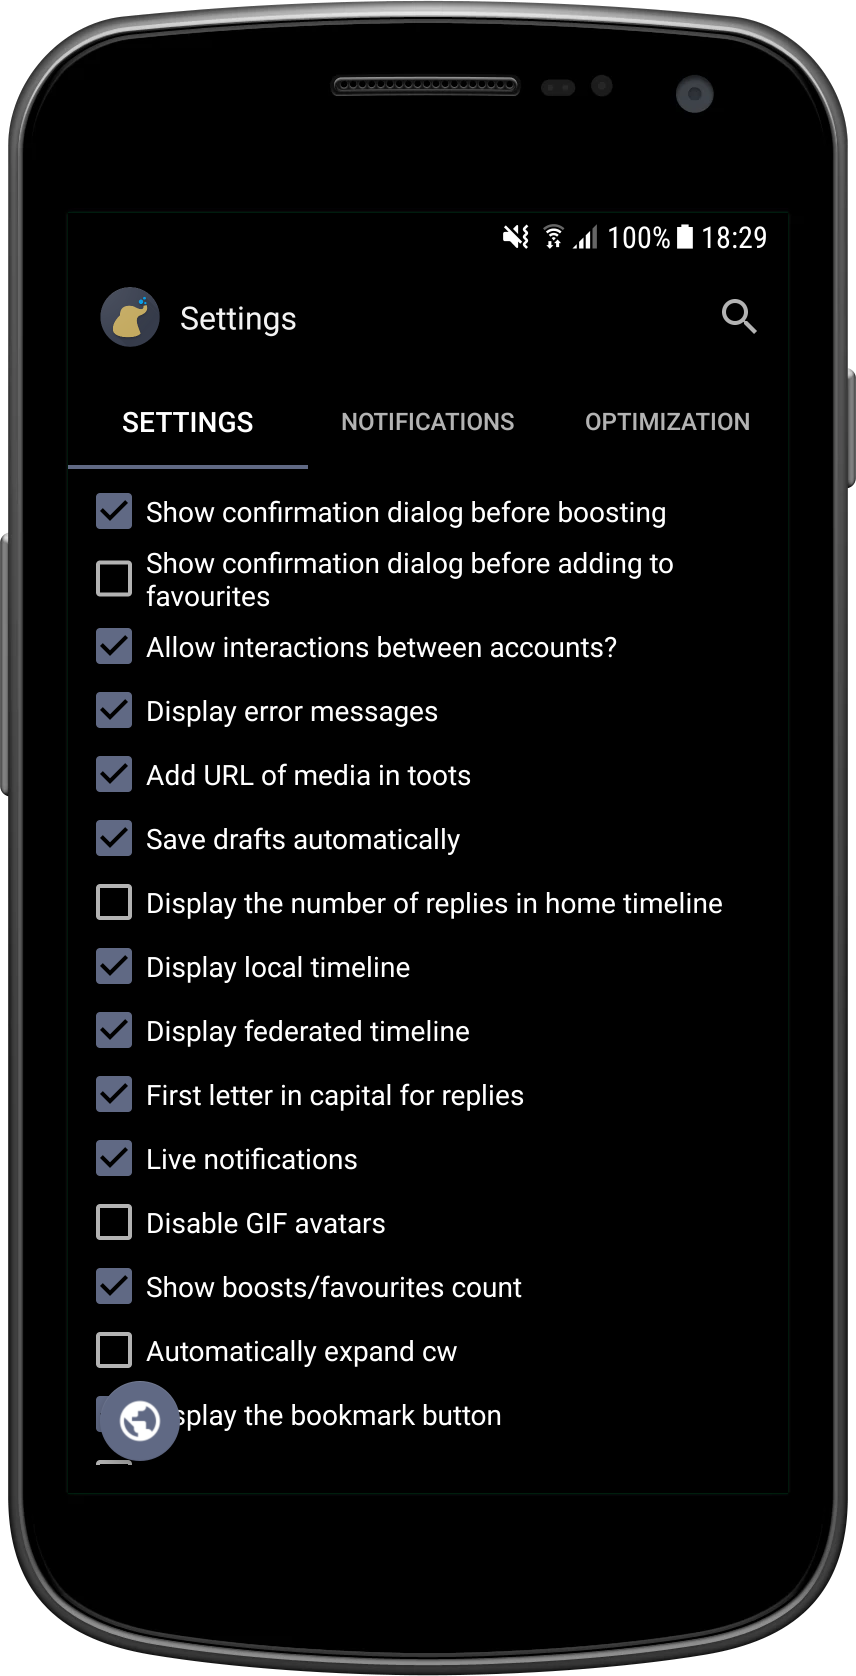 100% 18:29
Settings
SETTINGS NOTIFICATIONS OPTIMIZATION
Show confirmation dialog before boosting
Show confirmation dialog before adding to
favourites
Allow interactions between accounts?
Display error messages
Add URL of media in toots
Save drafts automatically
Display the number of replies in home timeline
Display local timeline
Display federated timeline
First letter in capital for replies
Live notifications
Disable GIF avatars
Show boosts/favourites count
Automatically expand cw
splay the bookmark button